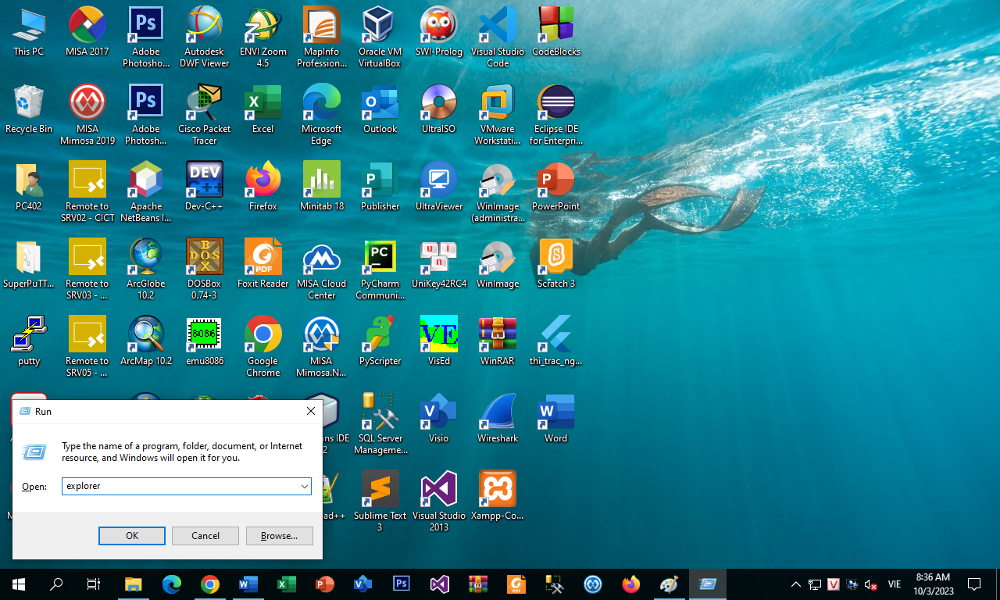 This PC
MISA 2017
Adobe
Photosho...
Autodesk
DWF Viewer
ENVI Zoom
4.5
MapInfo
Profession...
Oracle VM
VirtualBox
SWI-Prolog
Visual Studio
Code
CodeBlocks
Recycle Bin
MISA
Mimosa 2019
Adobe
Photosh...
Cisco Packet
Tracer
Excel
Microsoft
Edge
Outlook
UltraISO
VMware
Workstati...
Eclipse IDE
for Enterpri...
PC402
Remote to
SRV02 - CICT
Apache
NetBeans I...
DEV
C++
Dev-C++
Firefox
Minitab 18
Publisher
UltraViewer
WinImage
(administra...
PowerPoint
SuperPuTT...
Remote to
SRV03 - ...
ArcGlobe
10.2
DOSBox
0.74-3
Foxit Reader
MISA Cloud
Center
PyCharm
Communi...
UniKey42RC4
WinImage
Scratch 3
putty
Remote to
SRV05 - ...
ArcMap 10.2
8086
emu8086
Google
Chrome
MISA
Mimosa.N...
PyScripter
VE
VisEd
WinRAR
thi_trac_ng...
SQL Server
Manageme...
Visio
Wireshark
Word
Sublime Text
3
Visual Studio
2013
Xampp-Co...
Run
Type the name of a program, folder, document, or Internet
resource, and Windows will open it for you.
Open:
explorer
OK
Cancel
Browse...
VIE
8:36 AM
10/3/2023